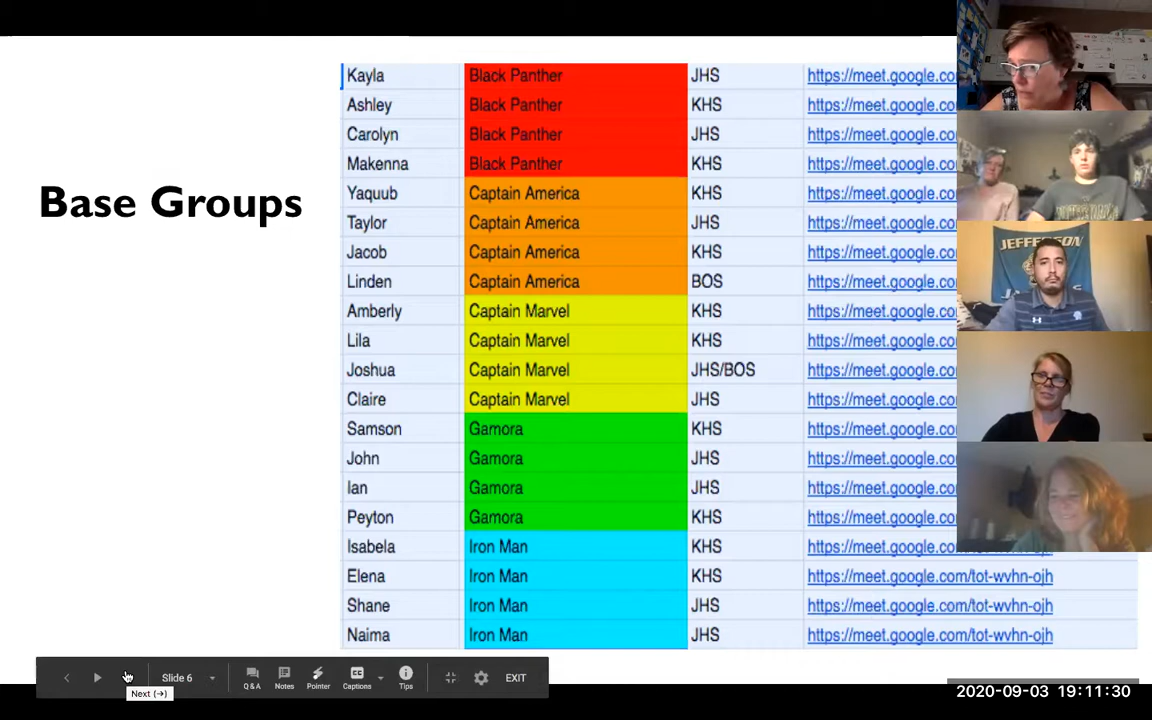 Base Groups
Kayla Black Panther JHS https://meet.google.co
Ashley Black Panther KHS https://meet.google.co
Carolyn Black Panther JHS https://meet.google.co
Makenna Black Panther KHS https://meet.google.co
Yaquub Captain America KHS https://meet.google.co
Taylor Captain America JHS https://meet.google.co
Jacob Captain America KHS https://meet.google.co
Linden Captain America BOS https://meet.google.co
Amberly Captain Marvel KHS https://meet.google.co
Lila Captain Marvel KHS https://meet.google.co
Joshua Captain Marvel JHS/BOS https://meet.google.co
Claire Captain Marvel JHS https://meet.google.co
Samson Gamora KHS https://meet.google.co
John Gamora JHS https://meet.google.co
Ian Gamora JHS https://meet.google.co
Peyton Gamora KHS https://meet.google.co
Isabela Iron Man KHS https://meet.google.co
Elena Iron Man KHS https://meet.google.com/tot-wvhn-ojh
Shane Iron Man JHS https://meet.google.com/tot-wvhn-ojh
Naima Iron Man JHS https://meet.google.com/tot-wvhn-ojh
JEFFERSON
Slide 6 Q & A Notes Pointer CC Captions Tips EXIT
Next (→)
2020-09-03 19:11:30